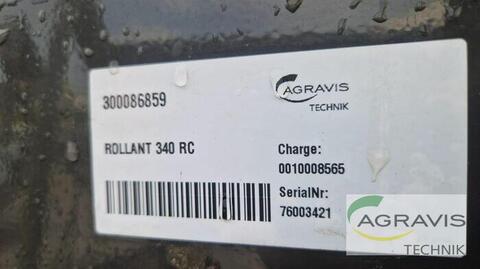 300086859
AGRAVIS
TECHNIK
ROLLANT 340 RC
Charge:
0010008565
SerialNr:
76003421
AGRAVIS
TECHNIK